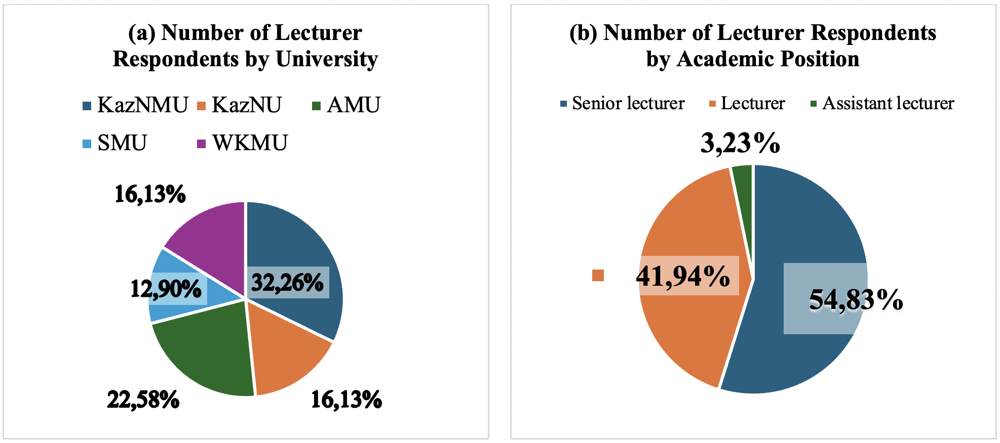 (a) Number of Lecturer
Respondents by University
KazNMU KazNU AMU
SMU WKMU
16,13%
32,26%
12,90%
22,58%
16,13%
(b) Number of Lecturer Respondents
by Academic Position
Senior lecturer Lecturer Assistant lecturer
3,23%
41,94%
54,83%